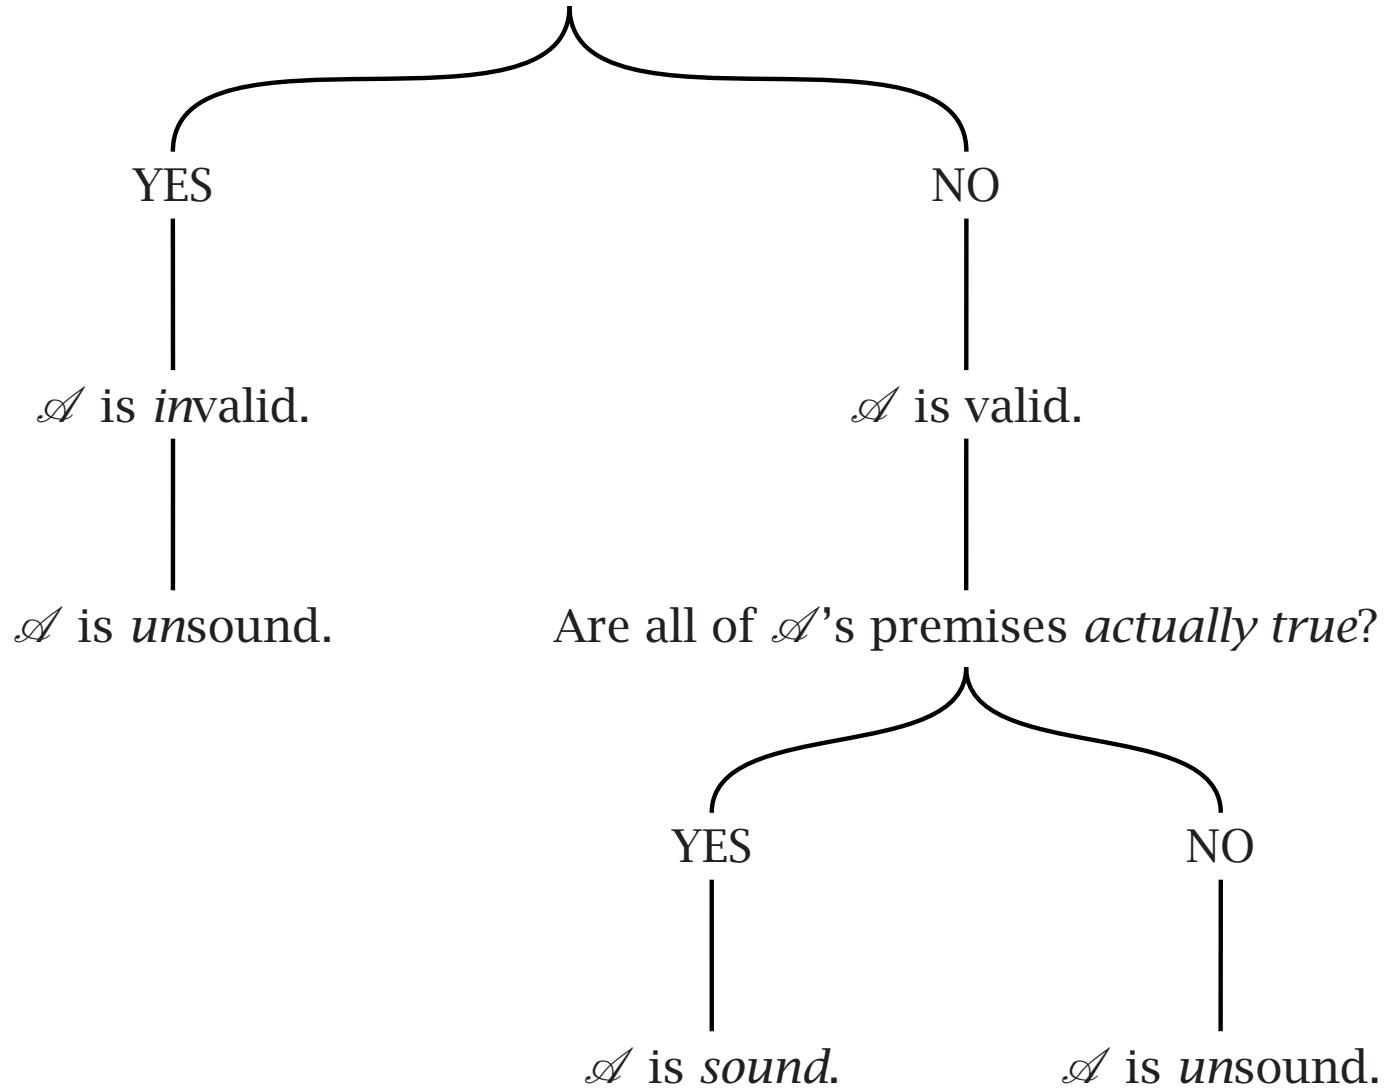 YES
NO
𝒜 is invalid.
𝒜 is valid.
𝒜 is unsound.
Are all of 𝒜’s premises actually true?
YES
NO
𝒜 is sound.
𝒜 is unsound.